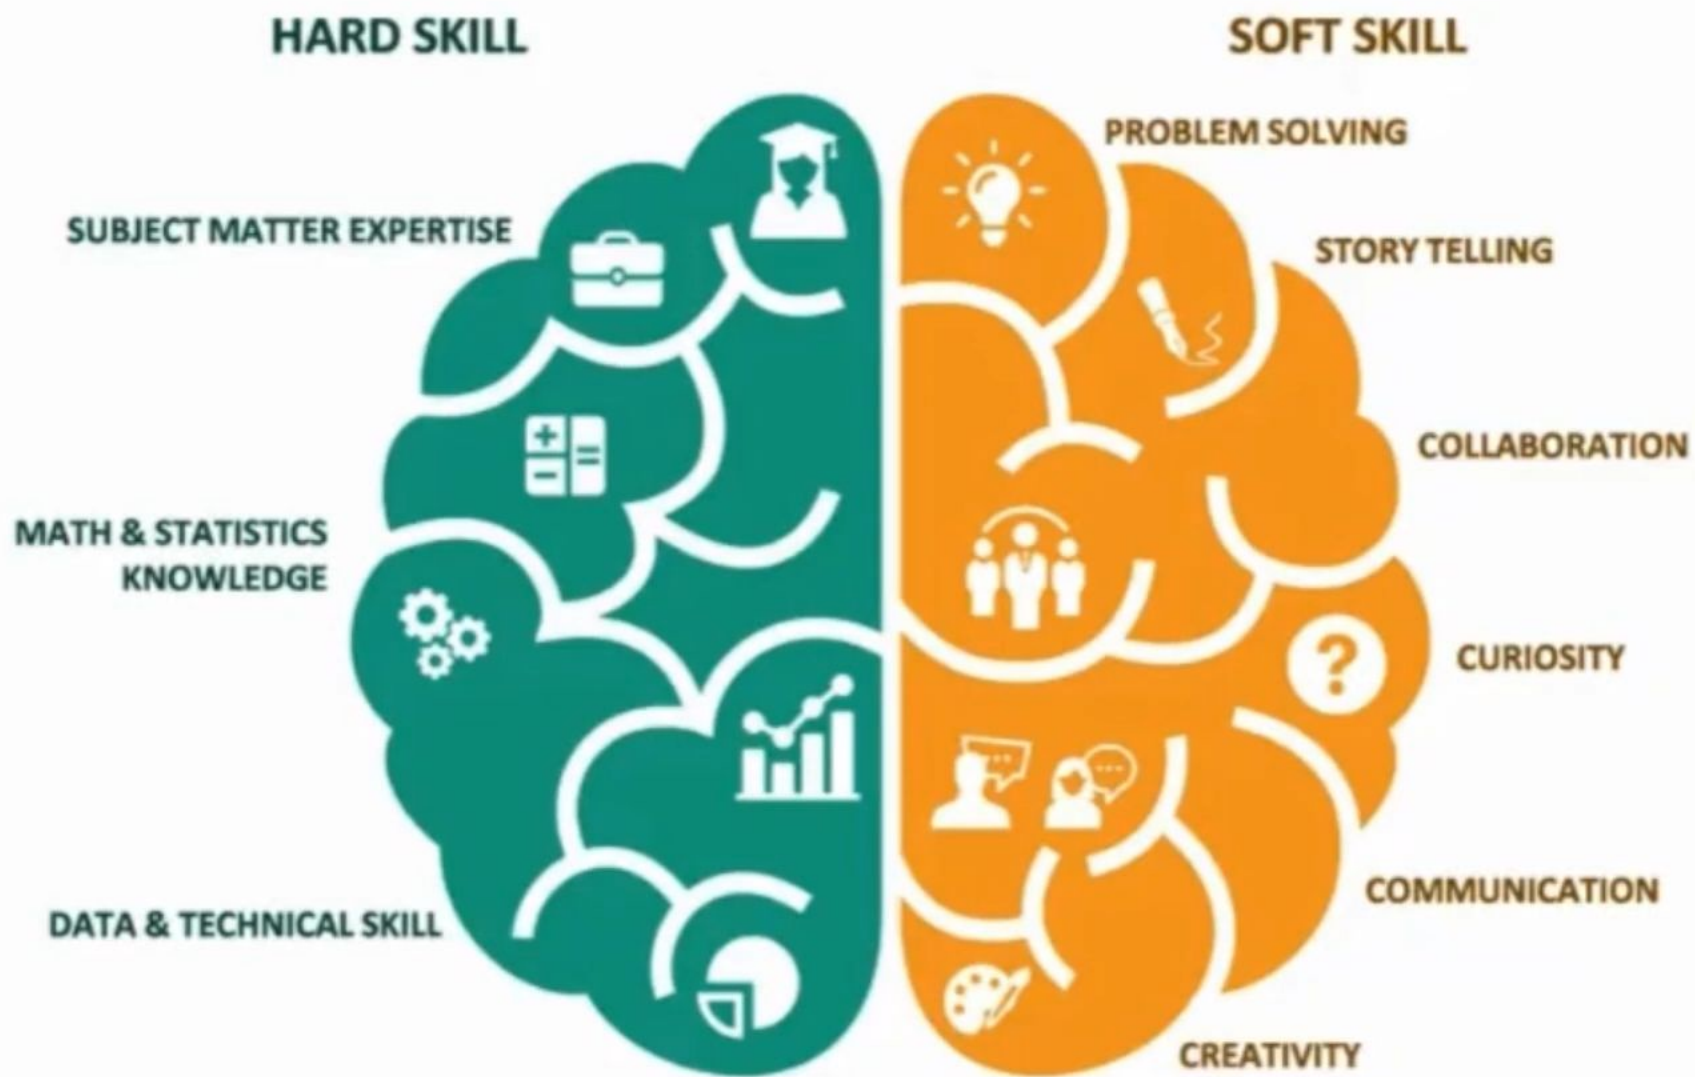 HARD SKILL
SUBJECT MATTER EXPERTISE
MATH & STATISTICS
KNOWLEDGE
DATA & TECHNICAL SKILL
SOFT SKILL
PROBLEM SOLVING
STORY TELLING
COLLABORATION
CURIOSITY
COMMUNICATION
CREATIVITY